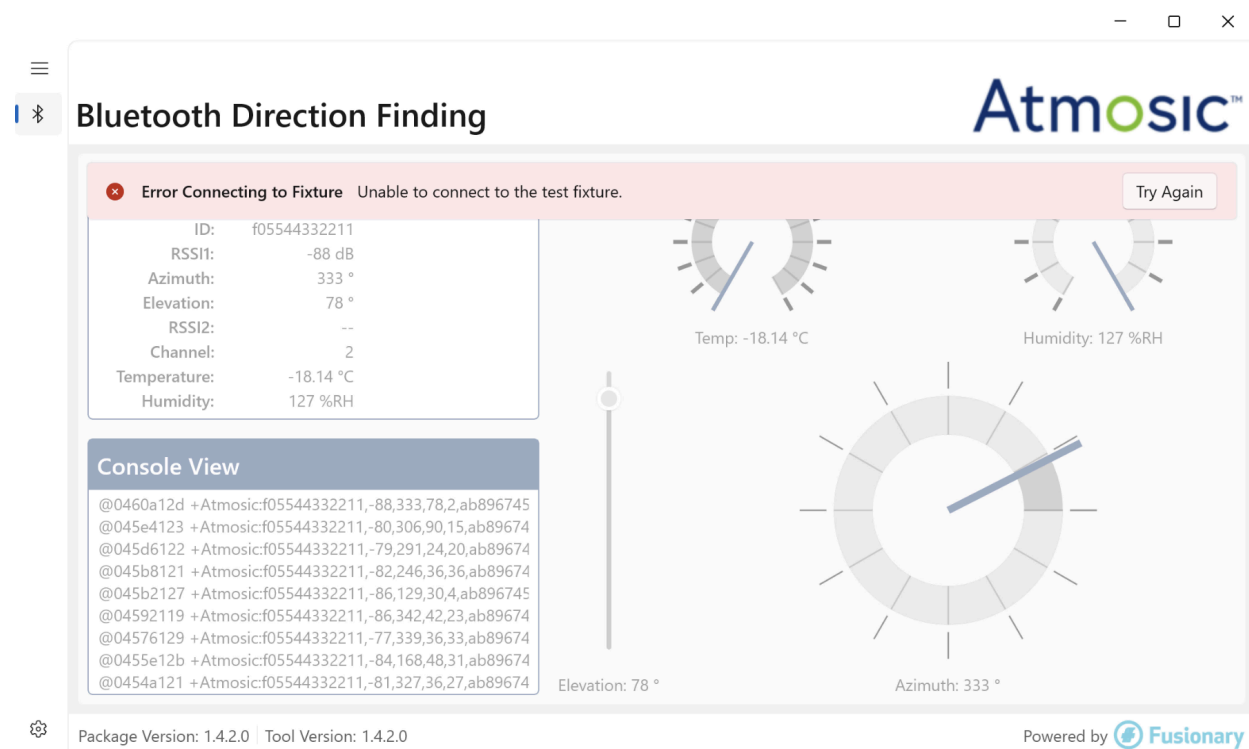 Bluetooth Direction Finding
Atmosic™
Error Connecting to Fixture Unable to connect to the test fixture.
Try Again
ID: f05544332211
RSSI1: -88 dB
Azimuth: 333 °
Elevation: 78 °
RSSI2: --
Channel: 2
Temperature: -18.14 °C
Humidity: 127 %RH
Temp: -18.14 °C
Humidity: 127 %RH
Console View
@0460a12d +Atmosic:f05544332211,-88,333,78,2,ab896745
@045e4123 +Atmosic:f05544332211,-80,306,90,15,ab89674
@045d6122 +Atmosic:f05544332211,-79,291,24,20,ab89674
@045b8121 +Atmosic:f05544332211,-82,246,36,36,ab89674
@045b2127 +Atmosic:f05544332211,-86,129,30,4,ab896745
@04592119 +Atmosic:f05544332211,-86,342,42,23,ab89674
@04576129 +Atmosic:f05544332211,-77,339,36,33,ab89674
@0455e12b +Atmosic:f05544332211,-84,168,48,31,ab89674
@0454a121 +Atmosic:f05544332211,-81,327,36,27,ab89674
Elevation: 78 °
Azimuth: 333 °
Package Version: 1.4.2.0 Tool Version: 1.4.2.0
Powered by Fusionary